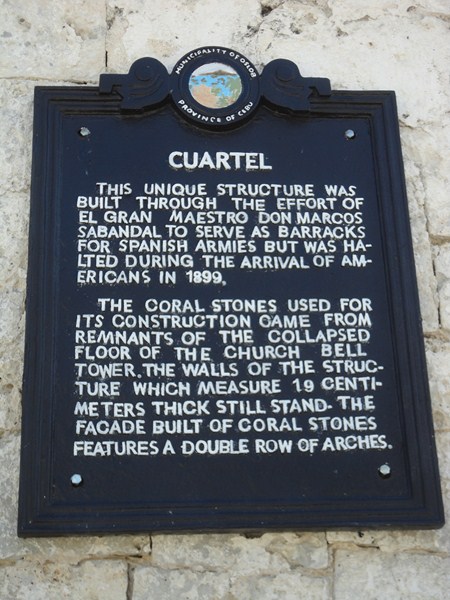 MUNICIPALITY OF OSLOB
PROVINCE OF CEBU
CUARTEL
THIS UNIQUE STRUCTURE WAS
BUILT THROUGH THE EFFORT OF
EL GRAN MAESTRO DON MARCOS
SABANDAL TO SERVE AS BARRACKS
FOR SPANISH ARMIES BUT WAS HA-
LTED DURING THE ARRIVAL OF AM-
ERICANS IN 1899.
THE CORAL STONES USED FOR
ITS CONSTRUCTION CAME FROM
REMNANTS OF THE COLLAPSED
FLOOR OF THE CHURCH BELL
TOWER. THE WALLS OF THE STRUC-
TURE WHICH MEASURE 19 CENTI-
METERS THICK STILL STAND. THE
FACADE BUILT OF CORAL STONES
FEATURES A DOUBLE ROW OF ARCHES.